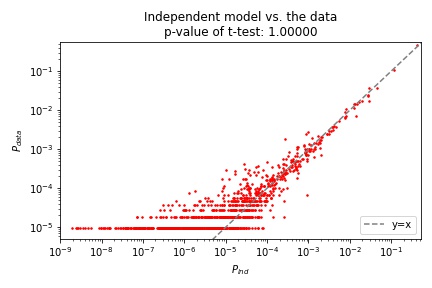 Independent model vs. the data
p-value of t-test: 1.00000
10⁻¹
10⁻²
10⁻³
10⁻⁴
10⁻⁵
P_data
10⁻⁹ 10⁻⁸ 10⁻⁷ 10⁻⁶ 10⁻⁵ 10⁻⁴ 10⁻³ 10⁻² 10⁻¹
P_ind
y=x